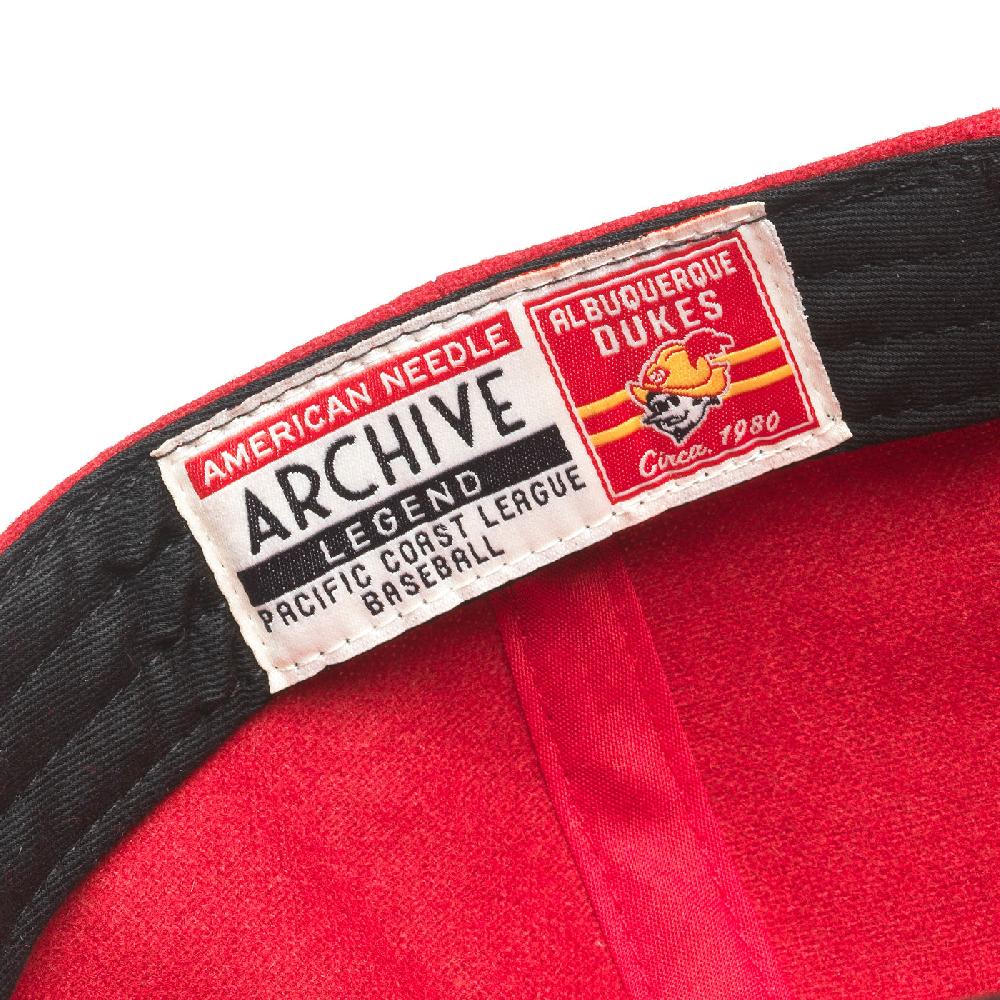 AMERICAN NEEDLE
ARCHIVE
LEGEND
PACIFIC COAST LEAGUE
BASEBALL
ALBUQUERQUE
DUKES
Circa. 1980